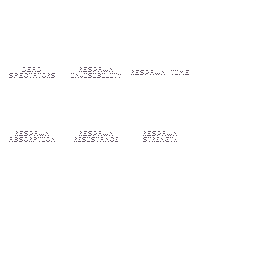 DEAD
SPECTATORS
RESPAWN
INVISIBILITY
RESPAWN TIME
RESPAWN
ABSORPTION
RESPAWN
RESISTANCE
RESPAWN
STRENGTH